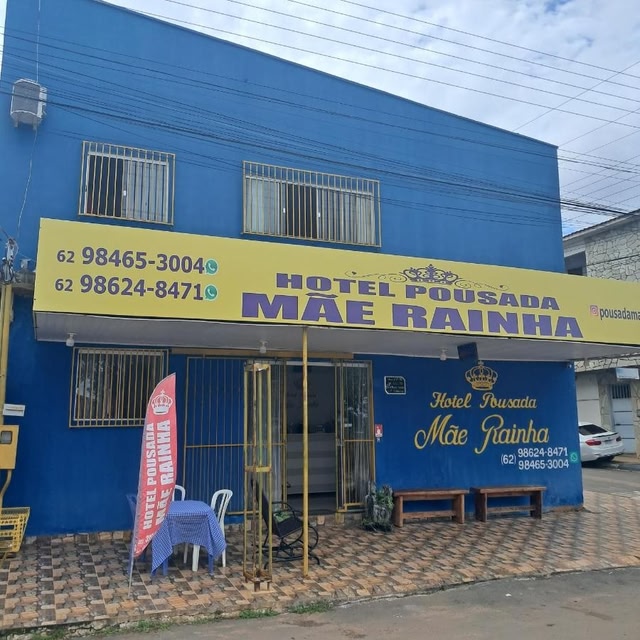 62 98465-3004
62 98624-8471
HOTEL POUSADA
MÃE RAINHA
HOTEL POUSADA
MÃE RAINHA
Hotel Pousada
Mãe Rainha
(62) 98624-8471
98465-3004